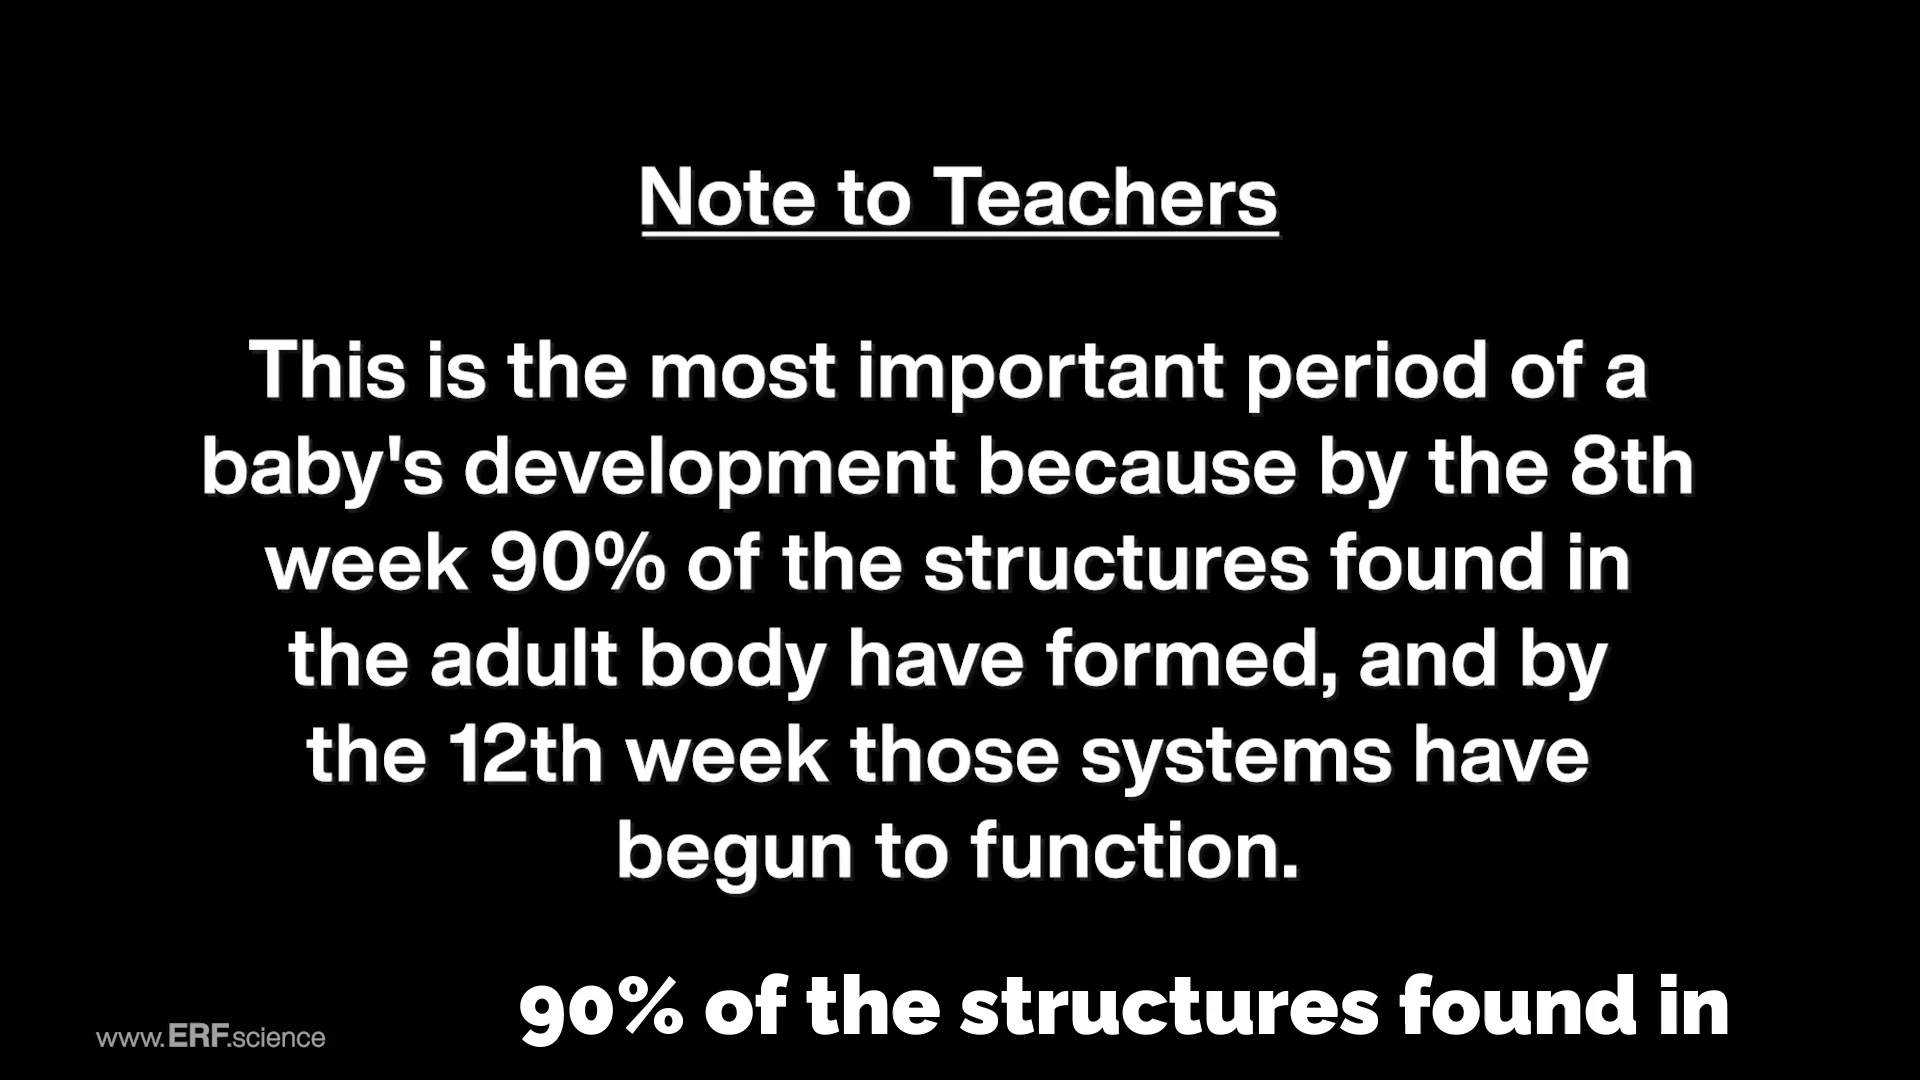 Note to Teachers
This is the most important period of a
baby's development because by the 8th
week 90% of the structures found in
the adult body have formed, and by
the 12th week those systems have
begun to function.
90% of the structures found in
www.ERF.science